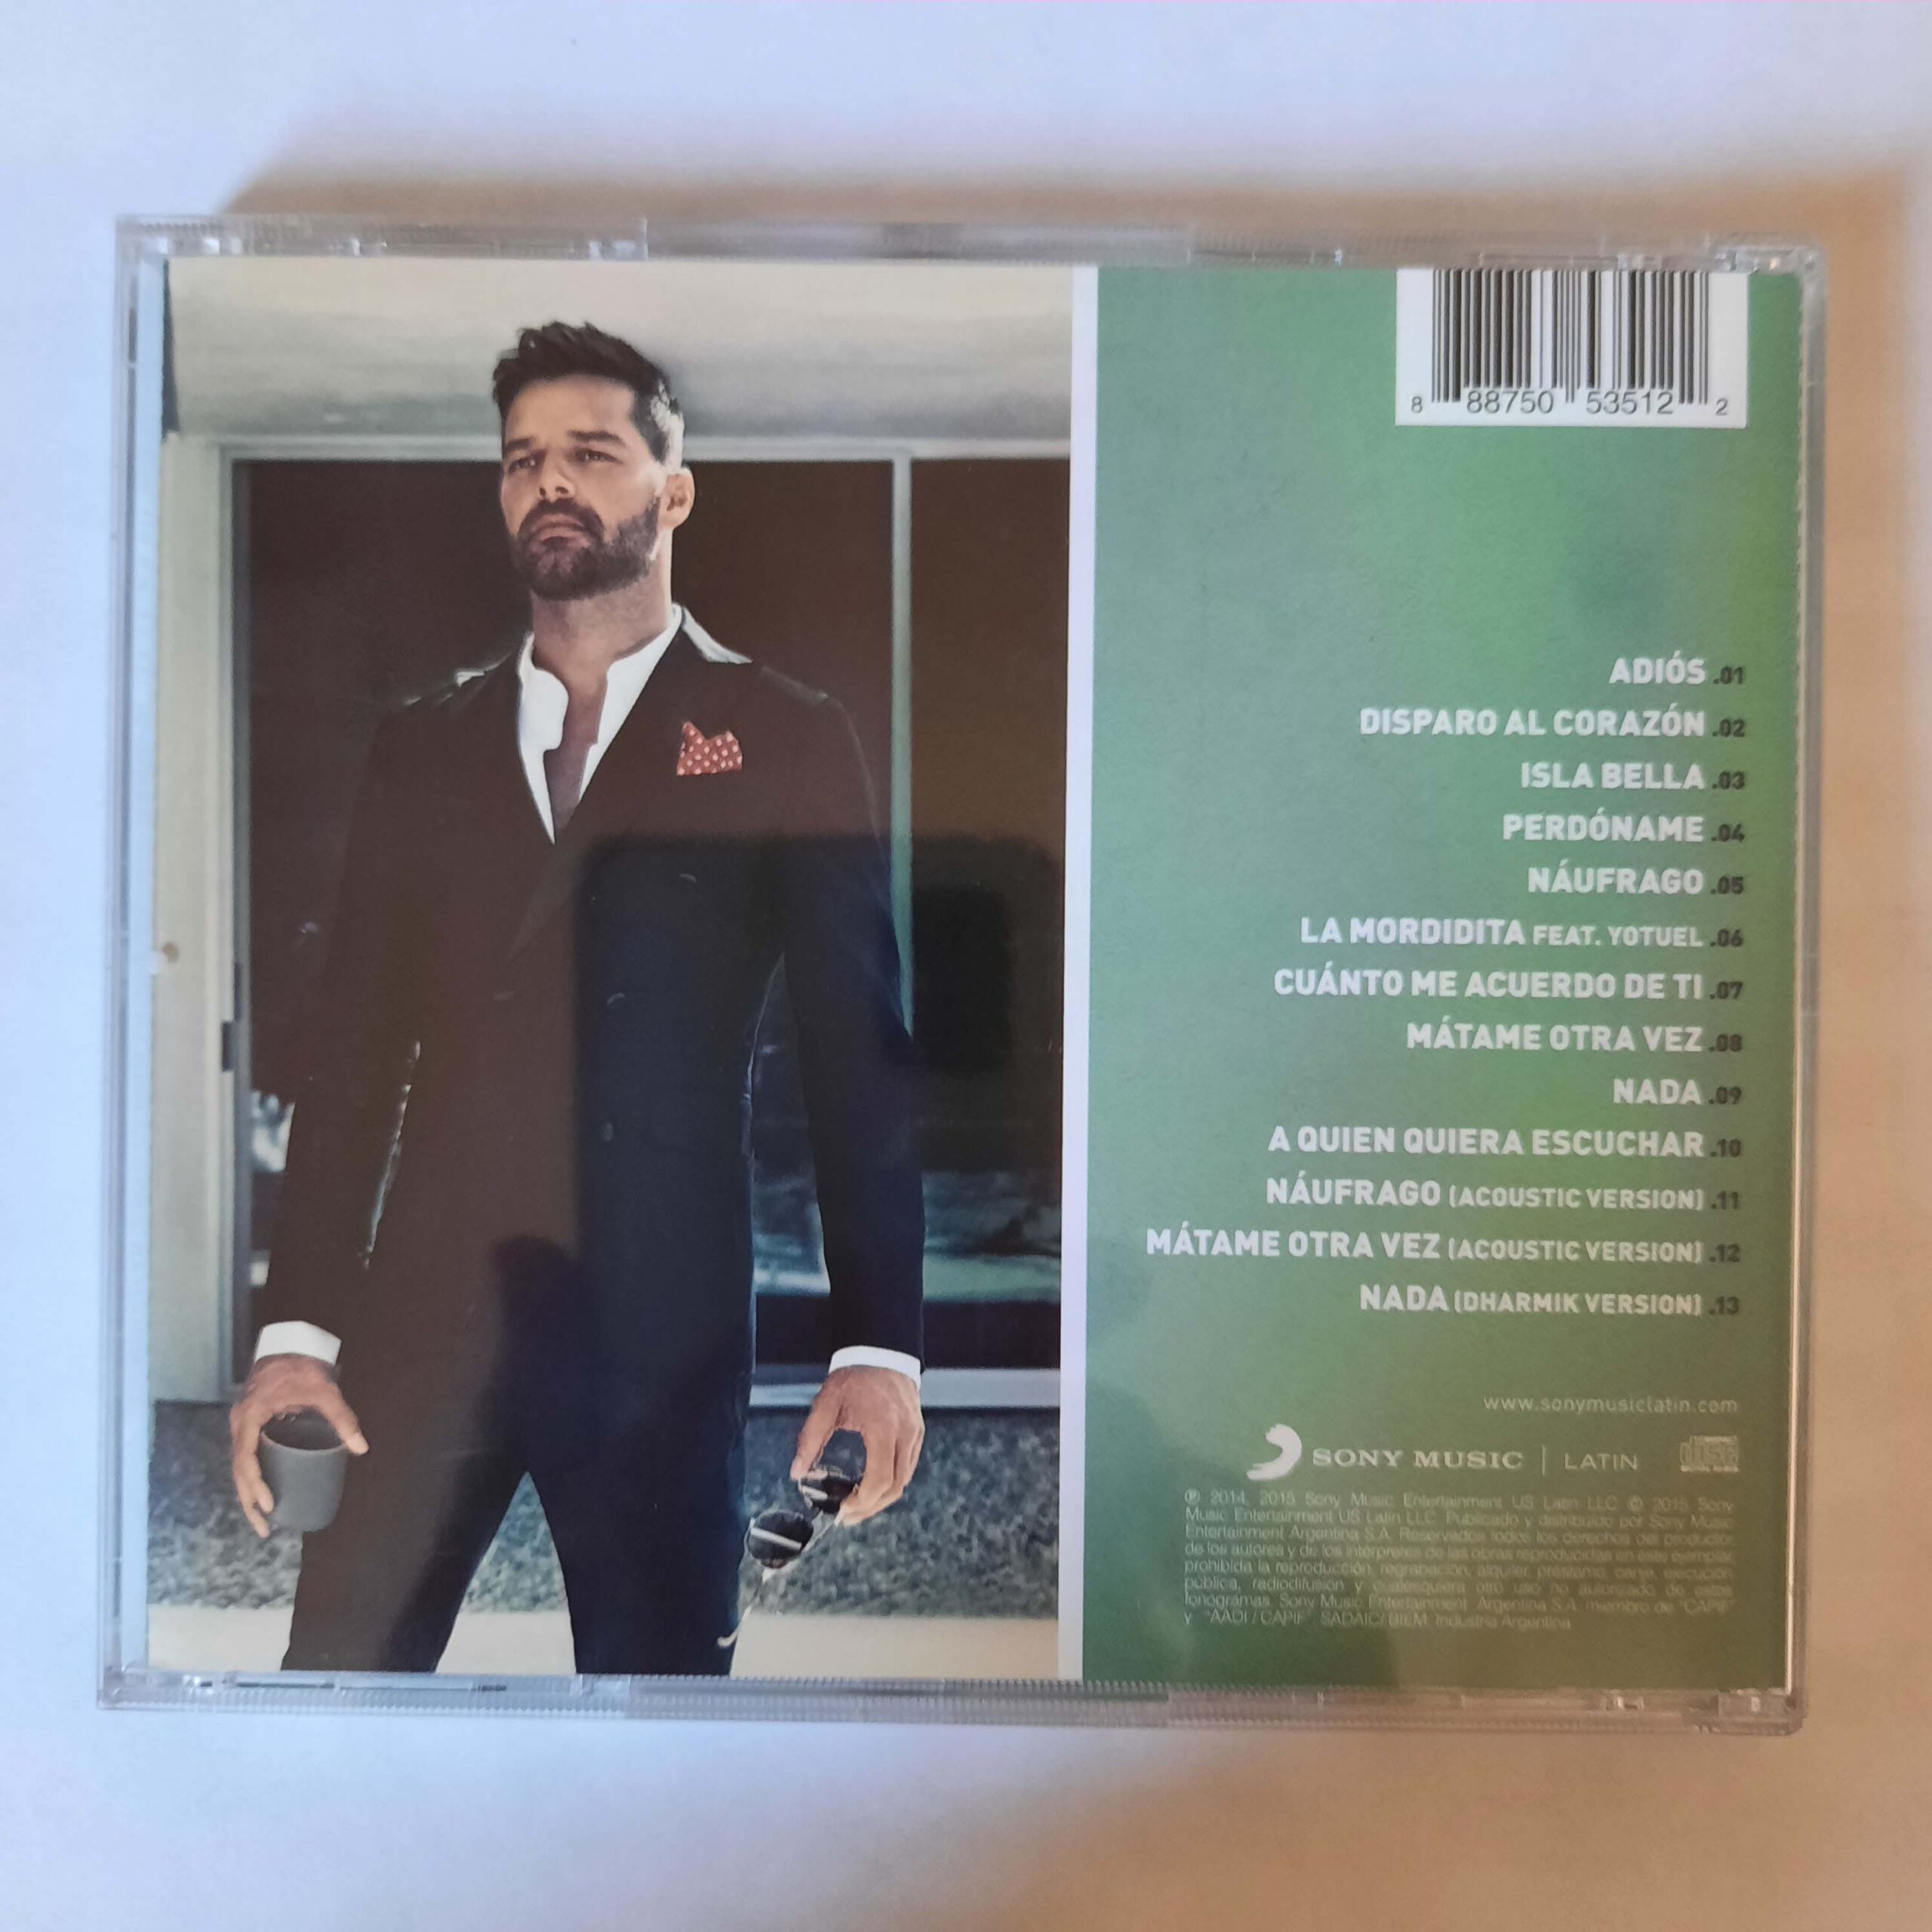 8 88750 53512 2
ADIÓS .01
DISPARO AL CORAZÓN .02
ISLA BELLA .03
PERDÓNAME .04
NÁUFRAGO .05
LA MORDIDITA FEAT. YOTUEL .06
CUÁNTO ME ACUERDO DE TI .07
MÁTAME OTRA VEZ .08
NADA .09
A QUIEN QUIERA ESCUCHAR .10
NÁUFRAGO (ACOUSTIC VERSION) .11
MÁTAME OTRA VEZ (ACOUSTIC VERSION) .12
NADA (DHARMIK VERSION) .13
www.sonymusiclatin.com
SONY MUSIC | LATIN
disc
DIGITAL AUDIO
℗ 2014, 2015 Sony Music Entertainment US Latin LLC © 2015 Sony
Music Entertainment US Latin LLC. Publicado y distribuido por Sony Music
Entertainment Argentina S.A. Reservados todos los derechos del productor,
de los autores y de los intérpretes de las obras reproducidas en este ejemplar,
prohibida la reproducción, regrabación, alquiler, préstamo, canje, ejecución
pública, radiodifusión y cualesquiera otro uso no autorizado de estos
fonogramas. Sony Music Entertainment Argentina S.A. miembro de "CAPIF"
y "AADI / CAPIF". SADAIC/ BIEM. Industria Argentina